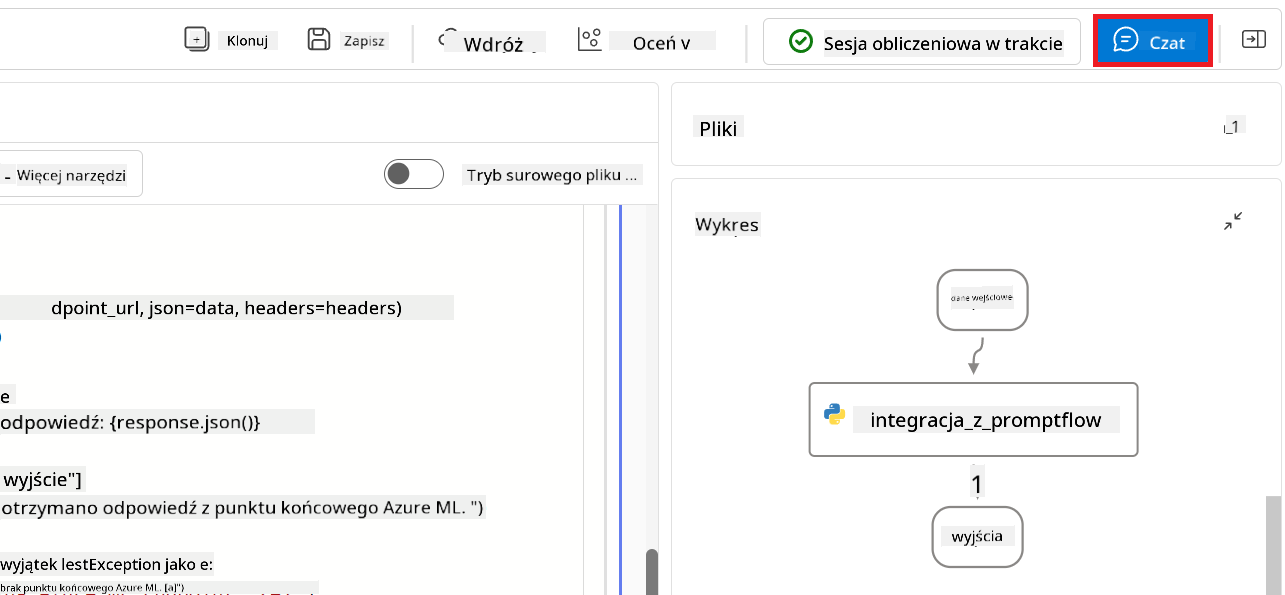 Klonuj
Zapisz
Wdróż
Oceń v
Sesja obliczeniowa w trakcie
Czat
- Więcej narzędzi
Tryb surowego pliku ...
dpoint_url, json=data, headers=headers)
e
odpowiedź: {response.json()}
wyjście"]
otrzymano odpowiedź z punktu końcowego Azure ML. ")
wyjątek lestException jako e:
brak punktu końcowego Azure ML. [a]")
Pliki
1
Wykres
dane wejściowe
integracja_z_promptflow
1
wyjścia